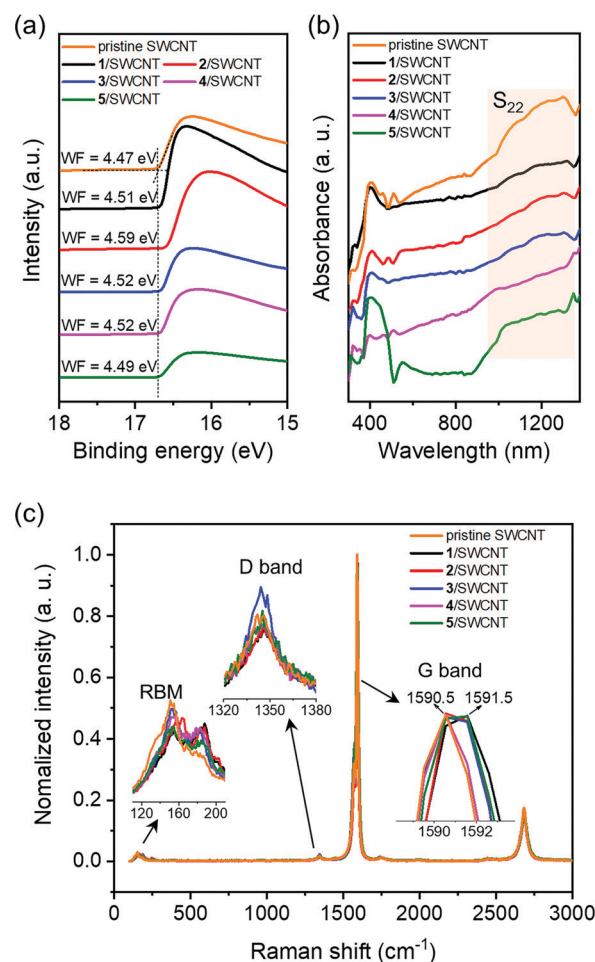 (a)
pristine SWCNT
1/SWCNT 2/SWCNT
3/SWCNT 4/SWCNT
5/SWCNT
WF = 4.47 eV
WF = 4.51 eV
WF = 4.59 eV
WF = 4.52 eV
WF = 4.52 eV
WF = 4.49 eV
Intensity (a.u.)
18 17 16 15
Binding energy (eV)
(b)
pristine SWCNT
1/SWCNT
2/SWCNT
3/SWCNT
4/SWCNT
5/SWCNT
S22
Absorbance (a. u.)
400 800 1200
Wavelength (nm)
(c)
pristine SWCNT
1/SWCNT
2/SWCNT
3/SWCNT
4/SWCNT
5/SWCNT
D band
1320 1350 1380
RBM
120 160 200
G band
1590.5 1591.5
1590 1592
Nomalized intensity (a. u.)
1.0
0.8
0.6
0.4
0.2
0.0
0 500 1000 1500 2000 2500 3000
Raman shift (cm-1)